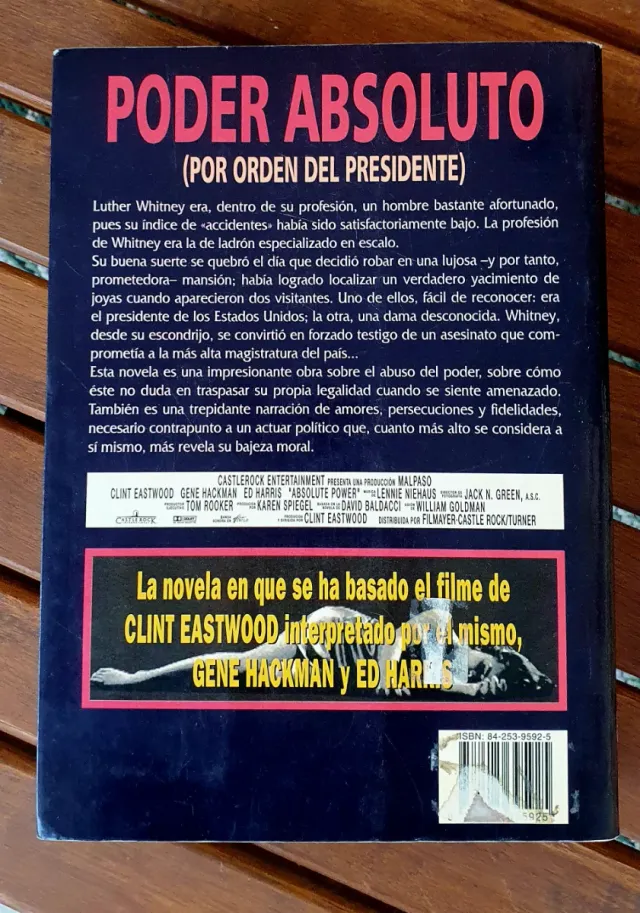 PODER ABSOLUTO
(POR ORDEN DEL PRESIDENTE)
Luther Whitney era, dentro de su profesión, un hombre bastante afortunado,
pues su índice de «accidentes» había sido satisfactoriamente bajo. La profesión
de Whitney era la de ladrón especializado en escalo.
Su buena suerte se quebró el día que decidió robar en una lujosa –y por tanto,
prometedora– mansión; había logrado localizar un verdadero yacimiento de
joyas cuando aparecieron dos visitantes. Uno de ellos, fácil de reconocer: era
el presidente de los Estados Unidos; la otra, una dama desconocida. Whitney,
desde su escondrijo, se convirtió en forzado testigo de un asesinato que com-
prometía a la más alta magistratura del país...
Esta novela es una impresionante obra sobre el abuso del poder, sobre cómo
éste no duda en traspasar su propia legalidad cuando se siente amenazado.
También es una trepidante narración de amores, persecuciones y fidelidades,
necesario contrapunto a un actuar político que, cuanto más alto se considera a
sí mismo, más revela su bajeza moral.
CASTLEROCK ENTERTAINMENT PRESENTA UNA PRODUCCIÓN MALPASO
CLINT EASTWOOD GENE HACKMAN ED HARRIS "ABSOLUTE POWER" LENNIE NIEHAUS JACK N. GREEN, A.S.C.
TOM ROOKER KAREN SPIEGEL DAVID BALDACCI WILLIAM GOLDMAN
CASTLE ROCK CLINT EASTWOOD DISTRIBUIDA POR FILMAYER-CASTLE ROCK/TURNER
La novela en que se ha basado el filme de
CLINT EASTWOOD interpretado por él mismo,
GENE HACKMAN y ED HARRIS
ISBN: 84-253-9592-5